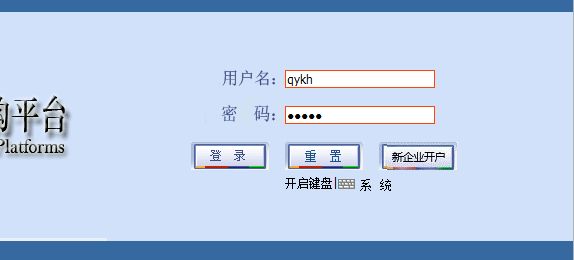 用户名：qykh
平台
密 码：●●●●●
Platforms
登 录 重 置 新企业开户
开启键盘 系 统